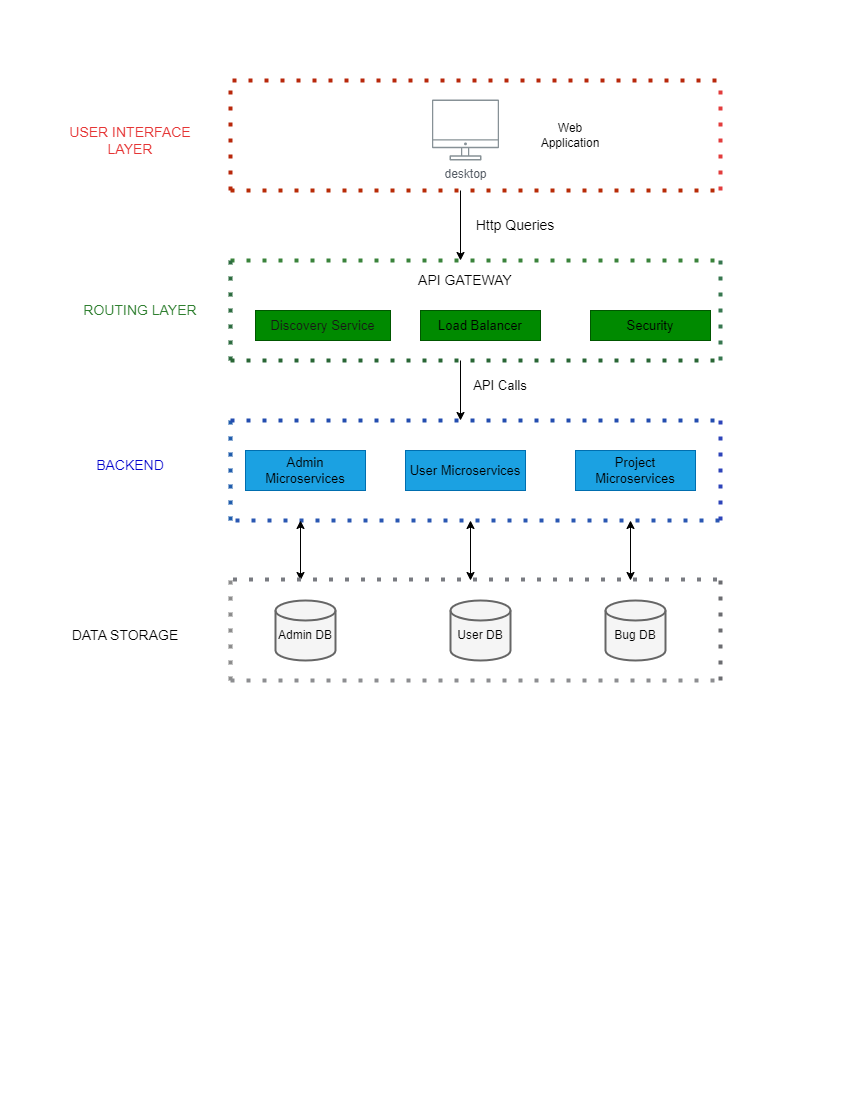 USER INTERFACE
LAYER
Web
Application
desktop
Http Queries
API GATEWAY
ROUTING LAYER
Discovery Service
Load Balancer
Security
API Calls
BACKEND
Admin
Microservices
User Microservices
Project
Microservices
DATA STORAGE
Admin DB
User DB
Bug DB